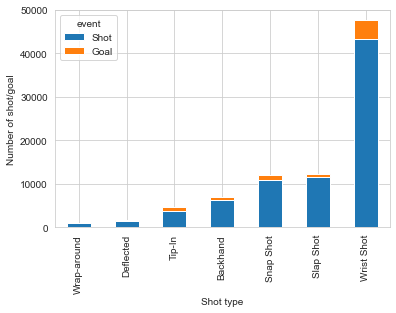 event
Shot
Goal
50000
40000
30000
20000
10000
0
Number of shot/goal
Wrap-around
Deflected
Tip-In
Backhand
Snap Shot
Slap Shot
Wrist Shot
Shot type